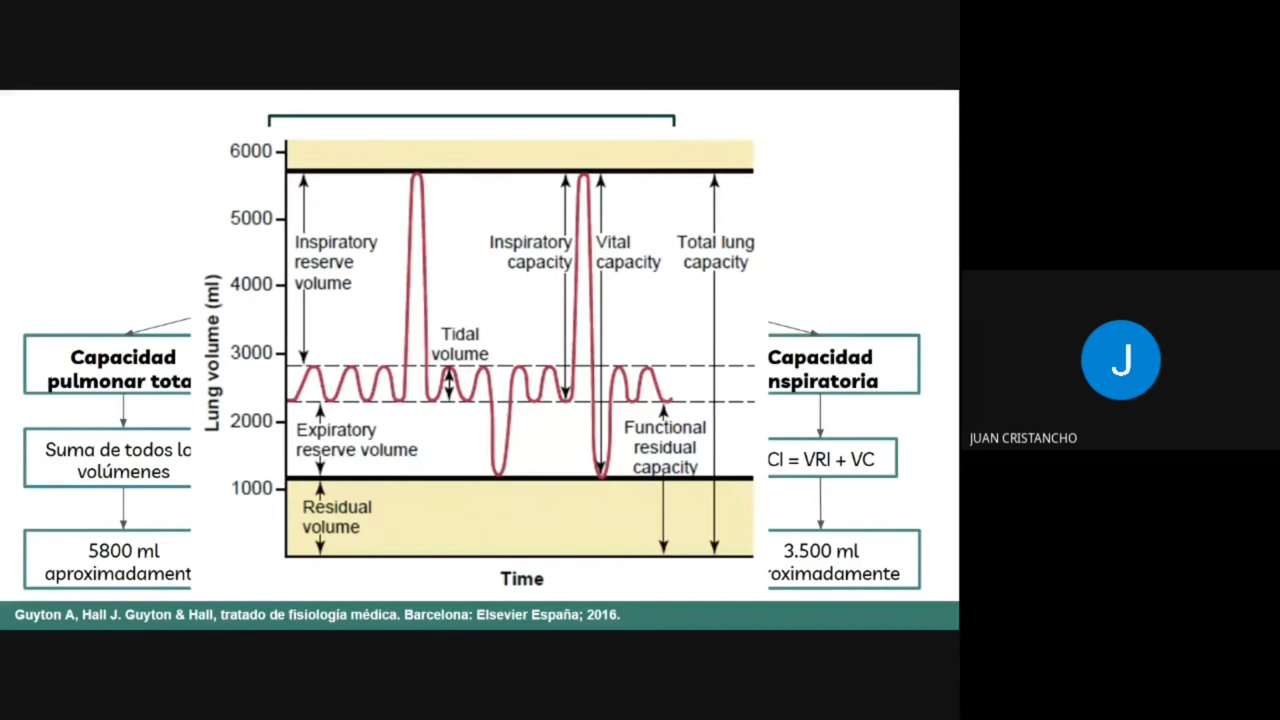 6000
5000
4000
3000
2000
1000
Lung volume (ml)
Inspiratory
reserve
volume
Tidal
volume
Inspiratory
capacity
Vital
capacity
Total lung
capacity
Expiratory
reserve volume
Functional
residual
capacity
Residual
volume
Time
Capacidad
pulmonar tota
Suma de todos lo
volúmenes
5800 ml
aproximadament
Capacidad
nspiratoria
CI = VRI + VC
3.500 ml
roximadamente
Guyton A, Hall J. Guyton & Hall, tratado de fisiología médica. Barcelona: Elsevier España; 2016.
J
JUAN CRISTANCHO